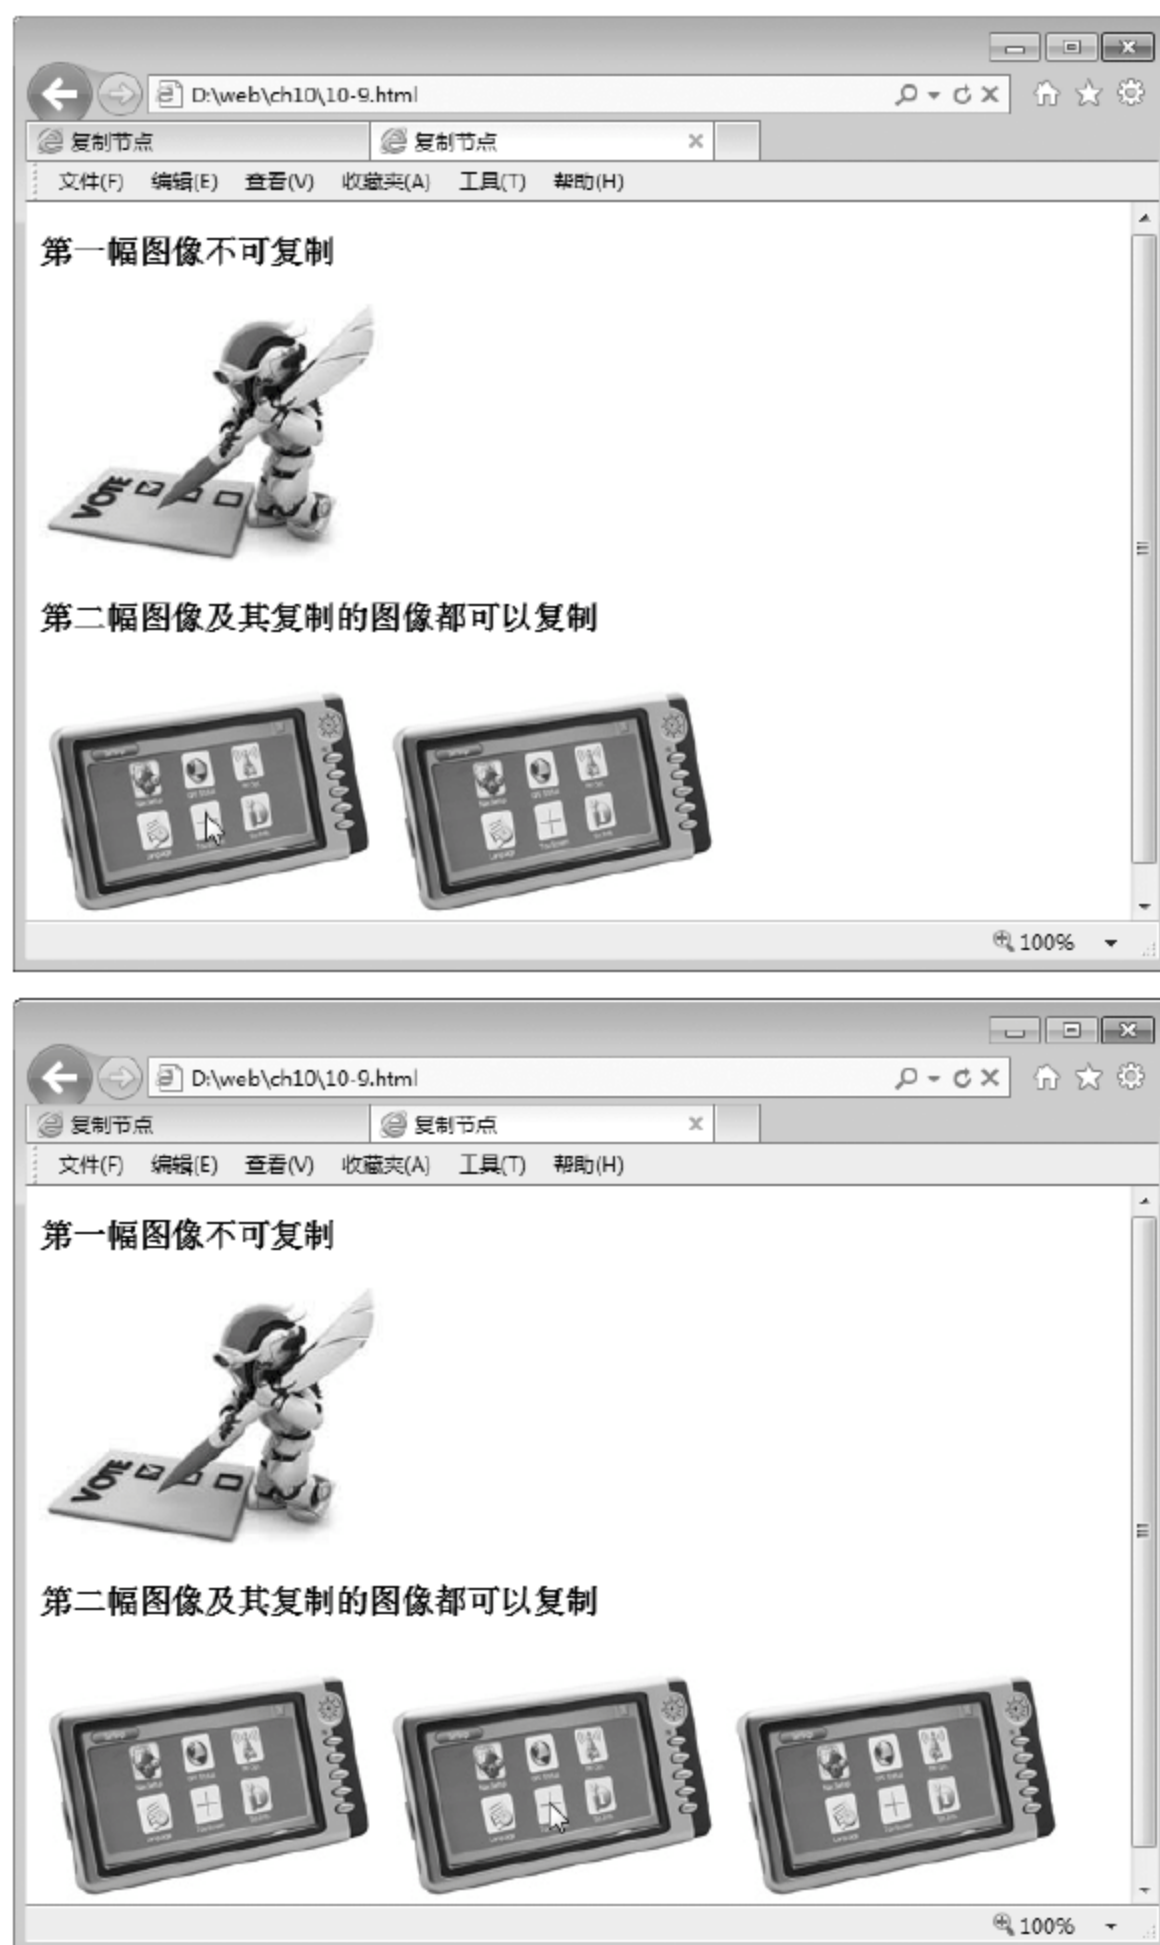 D:\web\ch10\10-9.html
复制节点 复制节点
文件(F) 编辑(E) 查看(V) 收藏夹(A) 工具(T) 帮助(H)
第一幅图像不可复制
VOTE
第二幅图像及其复制的图像都可以复制
100%
D:\web\ch10\10-9.html
复制节点 复制节点
文件(F) 编辑(E) 查看(V) 收藏夹(A) 工具(T) 帮助(H)
第一幅图像不可复制
VOTE
第二幅图像及其复制的图像都可以复制
100%